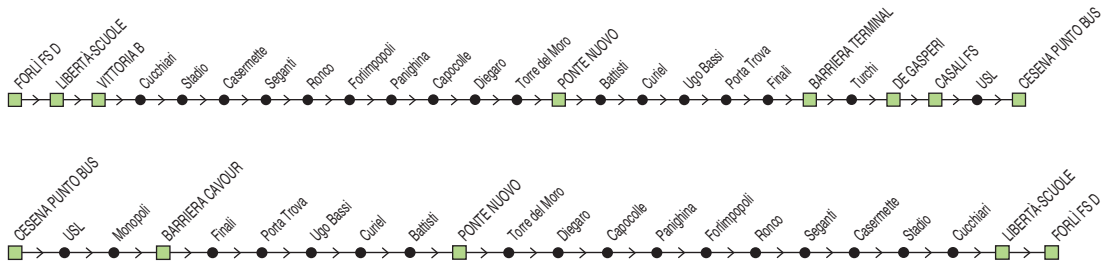 FORLÌ FS D
LIBERTÀ-SCUOLE
VITTORIA B
Cucchiari
Stadio
Casermette
Seganti
Ronco
Forlimpopoli
Panighina
Capocolle
Diegaro
Torre del Moro
PONTE NUOVO
Battisti
Curiel
Ugo Bassi
Porta Trova
Finali
BARRIERA TERMINAL
Turchi
DE GASPERI
CASALI FS
USL
CESENA PUNTO BUS
CESENA PUNTO BUS
USL
Monopoli
BARRIERA CAVOUR
Finali
Porta Trova
Ugo Bassi
Curiel
Battisti
PONTE NUOVO
Torre del Moro
Diegaro
Capocolle
Panighina
Forlimpopoli
Ronco
Seganti
Casermette
Stadio
Cucchiari
LIBERTÀ-SCUOLE
FORLÌ FS D